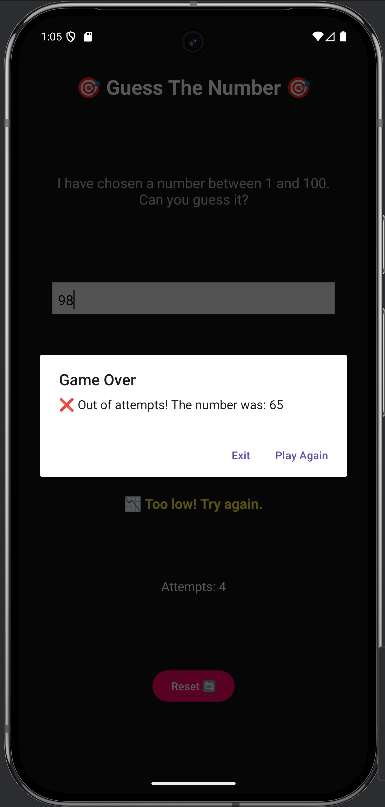 1:05
🎯 Guess The Number 🎯
I have chosen a number between 1 and 100.
Can you guess it?
98
Game Over
❌ Out of attempts! The number was: 65
Exit Play Again
📉 Too low! Try again.
Attempts: 4
Reset 🔄